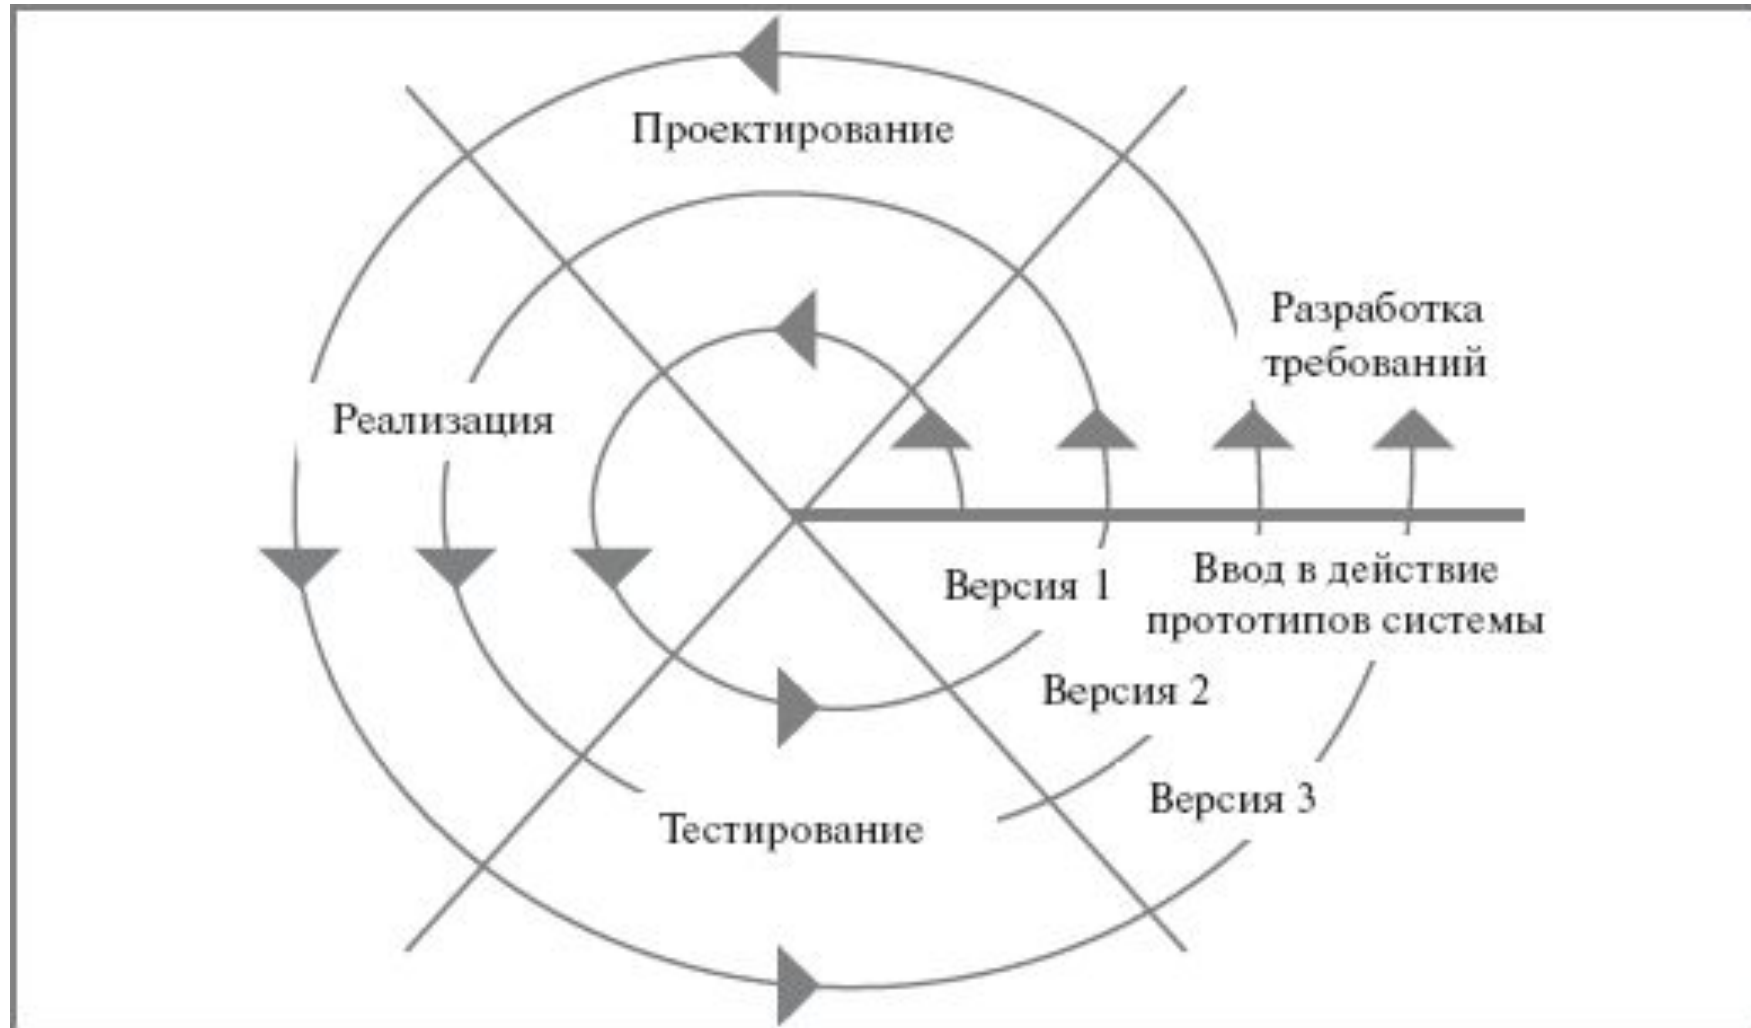 Проектирование
Разработка
требований
Реализация
Ввод в действие
прототипов системы
Версия 1
Версия 2
Версия 3
Тестирование